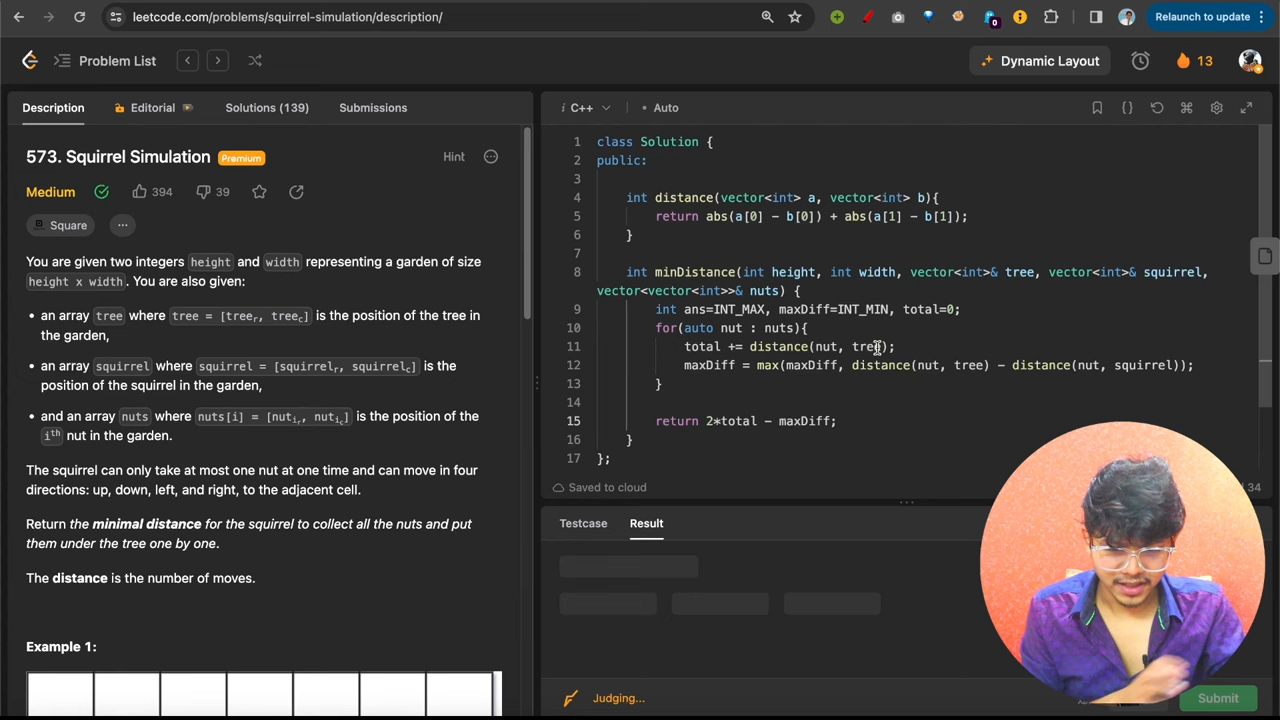 leetcode.com/problems/squirrel-simulation/description/
0
Relaunch to update
Problem List
Dynamic Layout
13
Description
Editorial
Solutions (139)
Submissions
573. Squirrel Simulation
Premium
Hint
Medium
394
39
Square
...
You are given two integers height and width representing a garden of size
height x width. You are also given:
• an array tree where tree = [treer, treec] is the position of the tree in
the garden,
• an array squirrel where squirrel = [squirrelr, squirrelc] is the
position of the squirrel in the garden,
• and an array nuts where nuts[i] = [nutir, nutic] is the position of the
ith nut in the garden.
The squirrel can only take at most one nut at one time and can move in four
directions: up, down, left, and right, to the adjacent cell.
Return the minimal distance for the squirrel to collect all the nuts and put
them under the tree one by one.
The distance is the number of moves.
Example 1:
i C++
• Auto
{}
1 class Solution {
2 public:
3
4 int distance(vector<int> a, vector<int> b){
5 return abs(a[0] - b[0]) + abs(a[1] - b[1]);
6 }
7
8 int minDistance(int height, int width, vector<int>& tree, vector<int>& squirrel,
vector<vector<int>>& nuts) {
9 int ans=INT_MAX, maxDiff=INT_MIN, total=0;
10 for(auto nut : nuts){
11 total += distance(nut, tree);
12 maxDiff = max(maxDiff, distance(nut, tree) - distance(nut, squirrel));
13 }
14
15 return 2*total - maxDiff;
16 }
17 };
Saved to cloud
34
Testcase
Result
Judging...
Submit